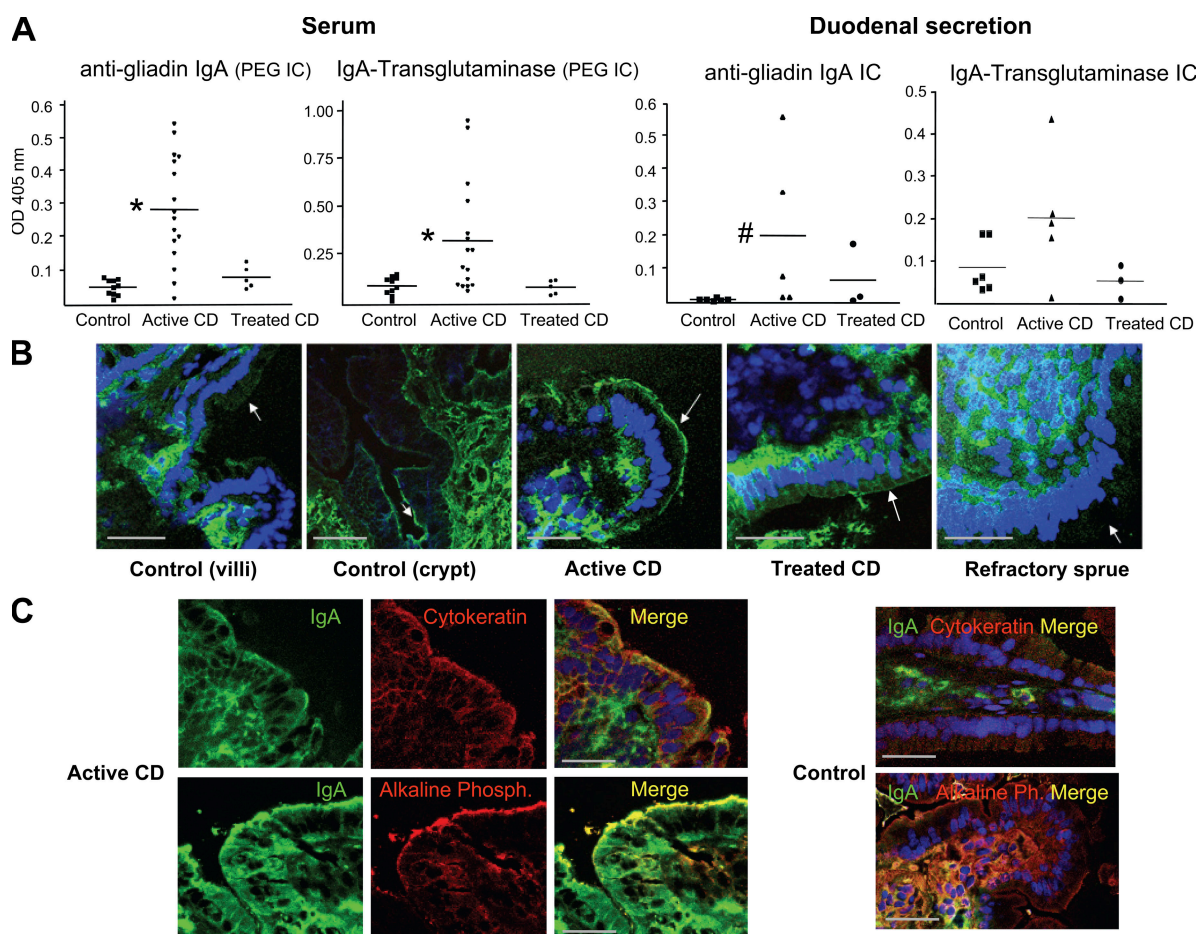 A
Serum
Duodenal secretion
anti-gliadin IgA (PEG IC)
IgA-Transglutaminase (PEG IC)
anti-gliadin IgA IC
IgA-Transglutaminase IC
OD 405 nm
0.6
0.5
0.4
0.3
0.2
0.1
*
Control Active CD Treated CD
1.00
0.75
0.50
0.25
*
Control Active CD Treated CD
0.6
0.5
0.4
0.3
0.2
0.1
#
Control Active CD Treated CD
0.5
0.4
0.3
0.2
0.1
0
Control Active CD Treated CD
B
Control (villi)
Control (crypt)
Active CD
Treated CD
Refractory sprue
C
Active CD
IgA
Cytokeratin
Merge
IgA
Alkaline Phosph.
Merge
Control
IgA Cytokeratin Merge
IgA Alkaline Ph. Merge